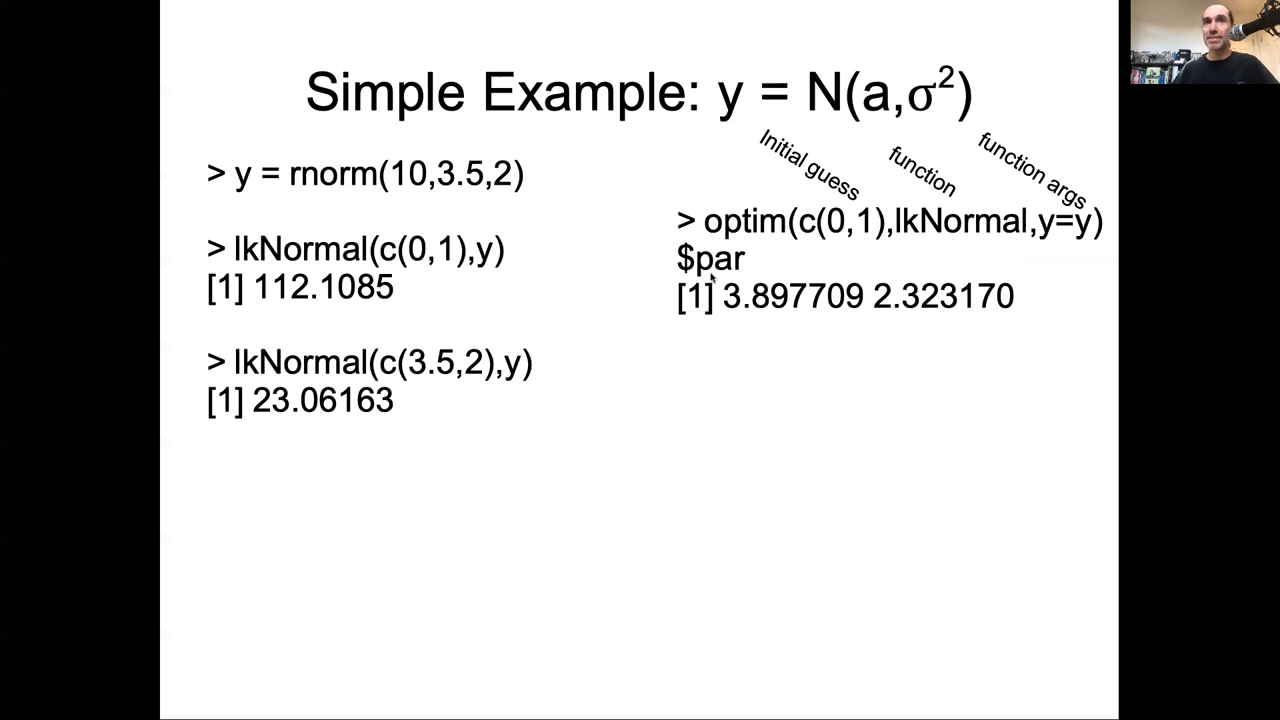 Simple Example: y = N(a,σ²)
> y = rnorm(10,3.5,2)
> lkNormal(c(0,1),y)
[1] 112.1085
> lkNormal(c(3.5,2),y)
[1] 23.06163
Initial guess
function
function args
> optim(c(0,1),lkNormal,y=y)
$par
[1] 3.897709 2.323170